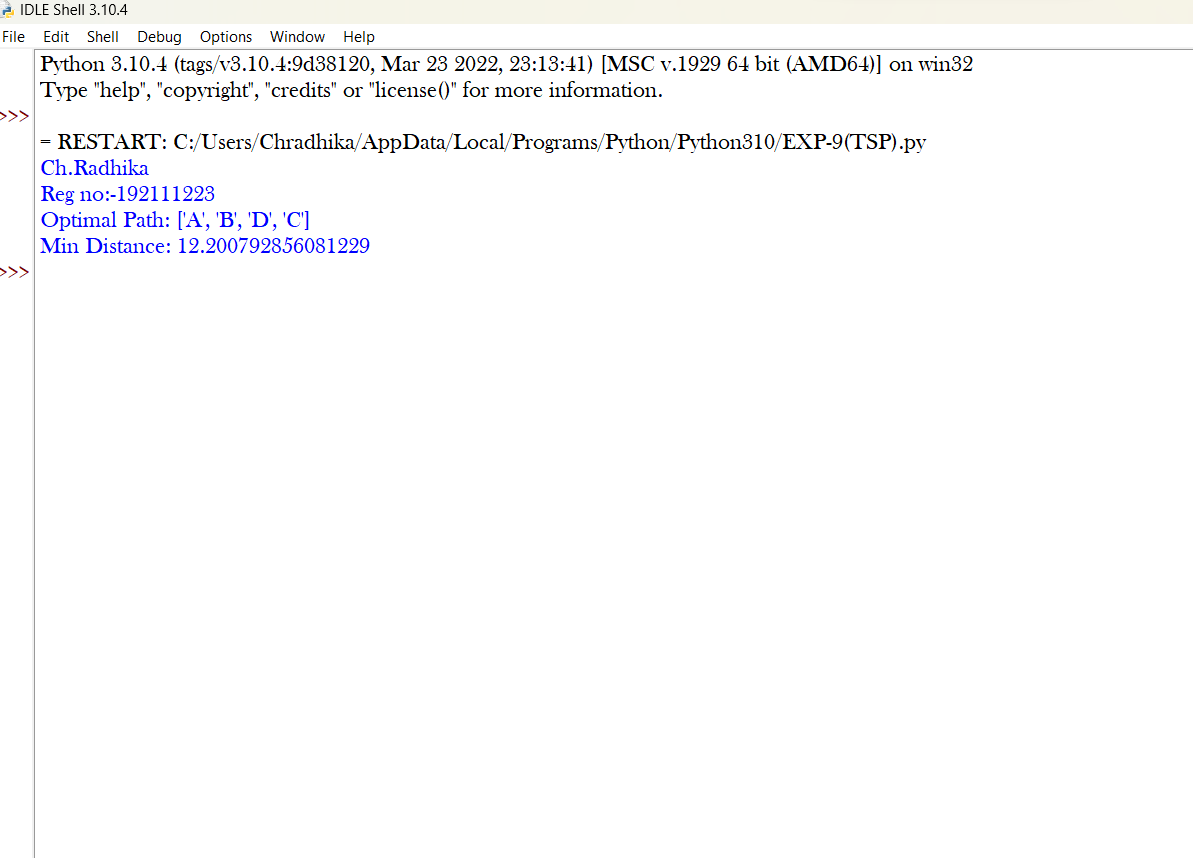 IDLE Shell 3.10.4
File Edit Shell Debug Options Window Help
Python 3.10.4 (tags/v3.10.4:9d38120, Mar 23 2022, 23:13:41) [MSC v.1929 64 bit (AMD64)] on win32
Type "help", "copyright", "credits" or "license()" for more information.
>>>
= RESTART: C:/Users/Chradhika/AppData/Local/Programs/Python/Python310/EXP-9(TSP).py
Ch.Radhika
Reg no:-192111223
Optimal Path: ['A', 'B', 'D', 'C']
Min Distance: 12.200792856081229
>>>